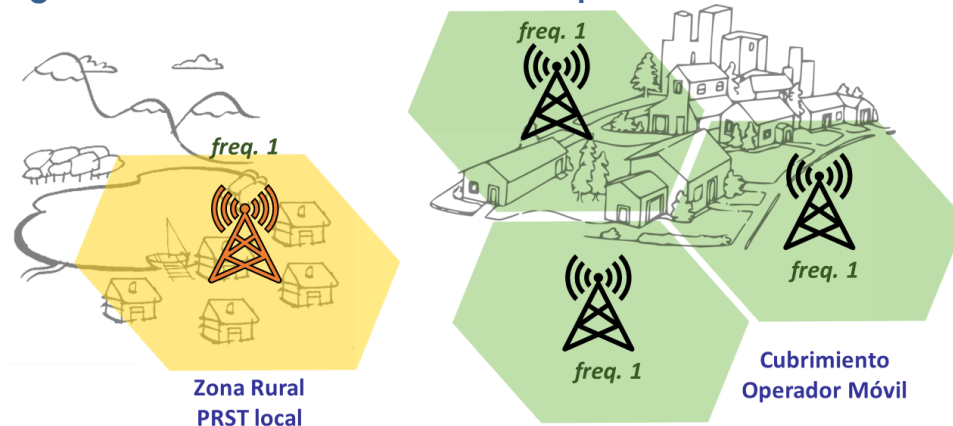 freq. 1
freq. 1
freq. 1
freq. 1
Zona Rural
PRST local
Cubrimiento
Operador Móvil